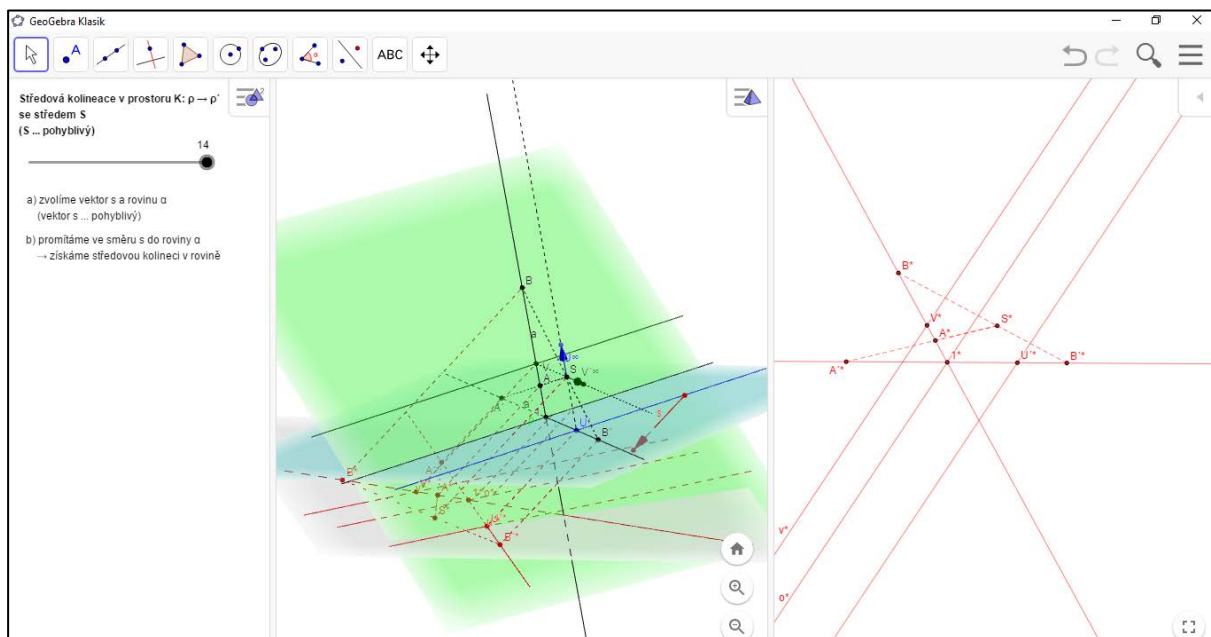 GeoGebra Klasik
A
ABC
Středová kolineace v prostoru K: ρ → ρ´
se středem S
(S ... pohyblivý)
14
a) zvolíme vektor s a rovinu α
(vektor s ... pohyblivý)
b) promítáme ve směru s do roviny α
→ získáme středovou kolineci v rovině
B
a
V
S
V´∞
A
A´
a´
s
U´
B´
B*
S*
B´*
B*
V*
S*
A*
A´*
1*
U´*
B´*
v*
o*